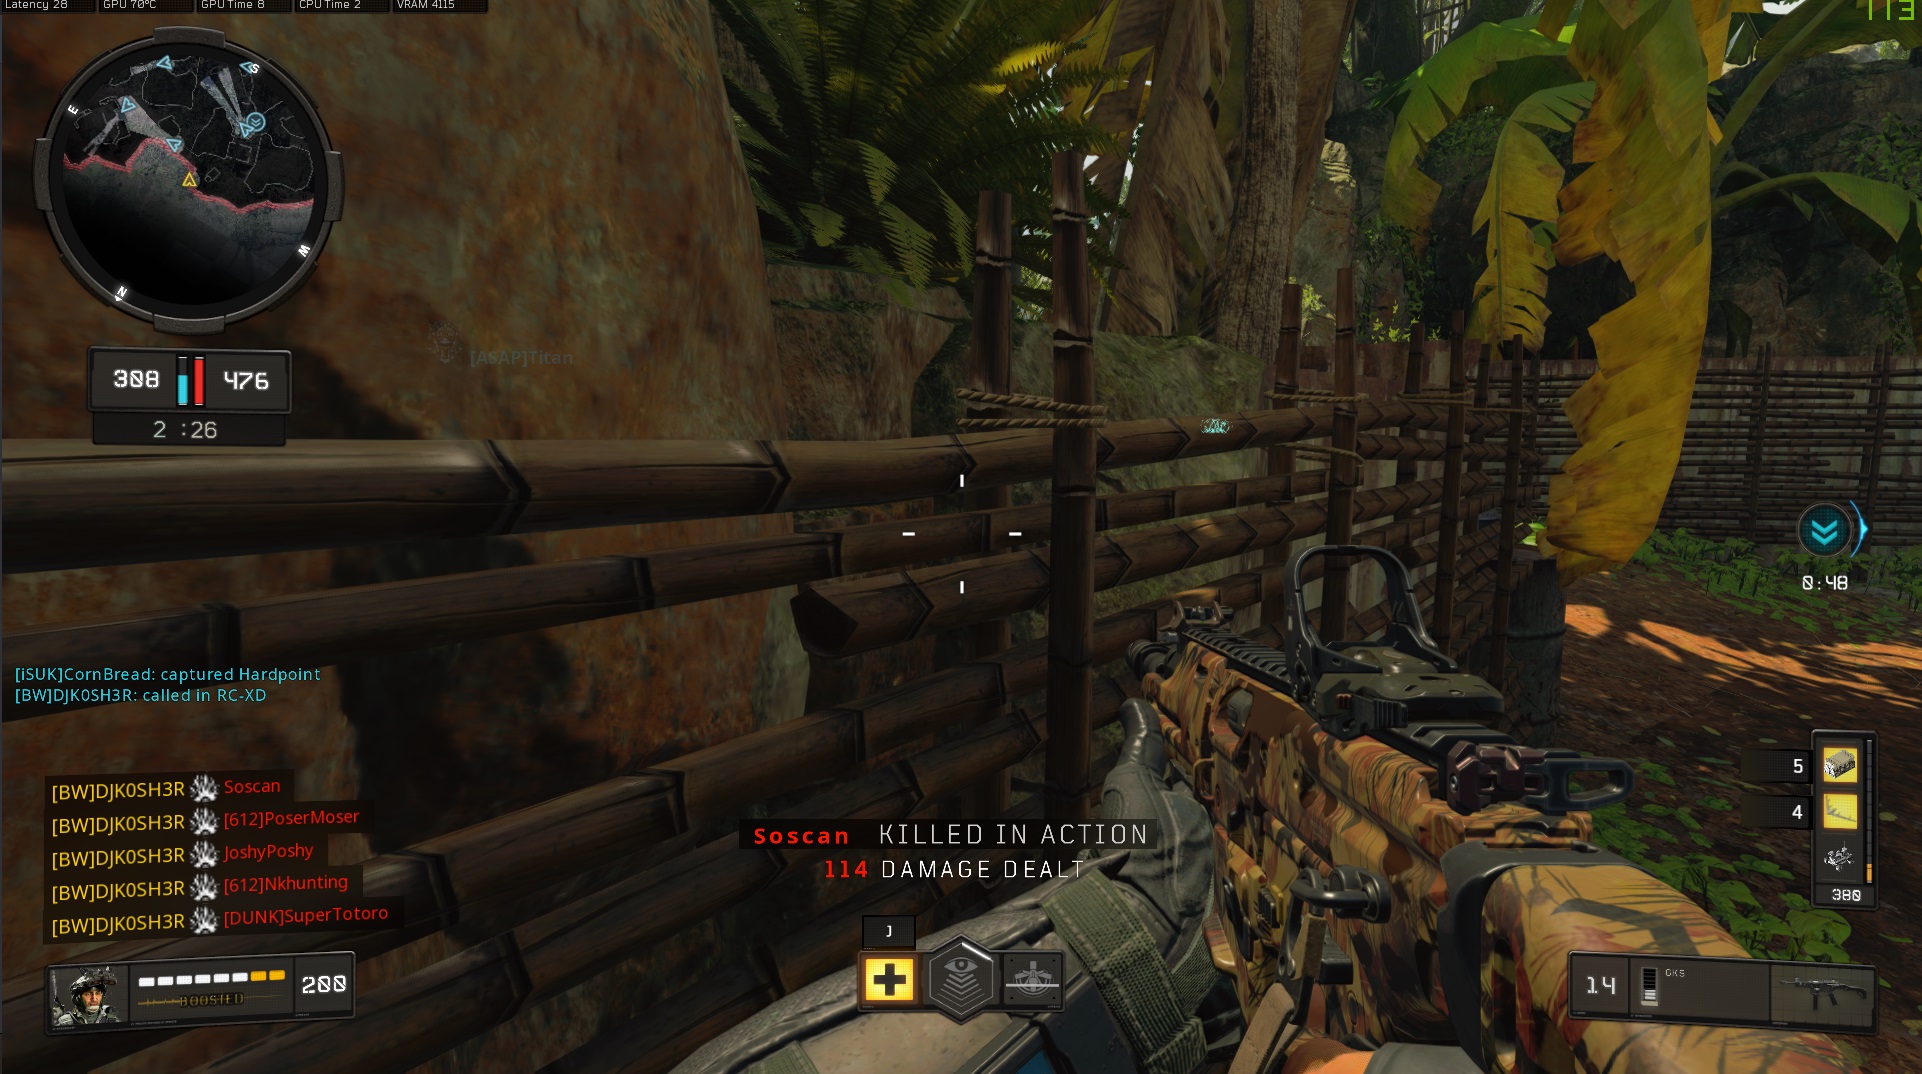 Latency 28 GPU 70°C GPU Time 8 CPU Time 2 VRAM 4115
113
S
E
W
N
308 476
2 :26
[ASAP]Titan
0:48
[iSUK]CornBread: captured Hardpoint
[BW]DJK0SH3R: called in RC-XD
[BW]DJK0SH3R Soscan
[BW]DJK0SH3R [612]PoserMoser
[BW]DJK0SH3R JoshyPoshy
[BW]DJK0SH3R [612]Nkhunting
[BW]DJK0SH3R [DUNK]SuperTotoro
Soscan KILLED IN ACTION
114 DAMAGE DEALT
5
4
380
J
BOOSTED
200
14 GKS